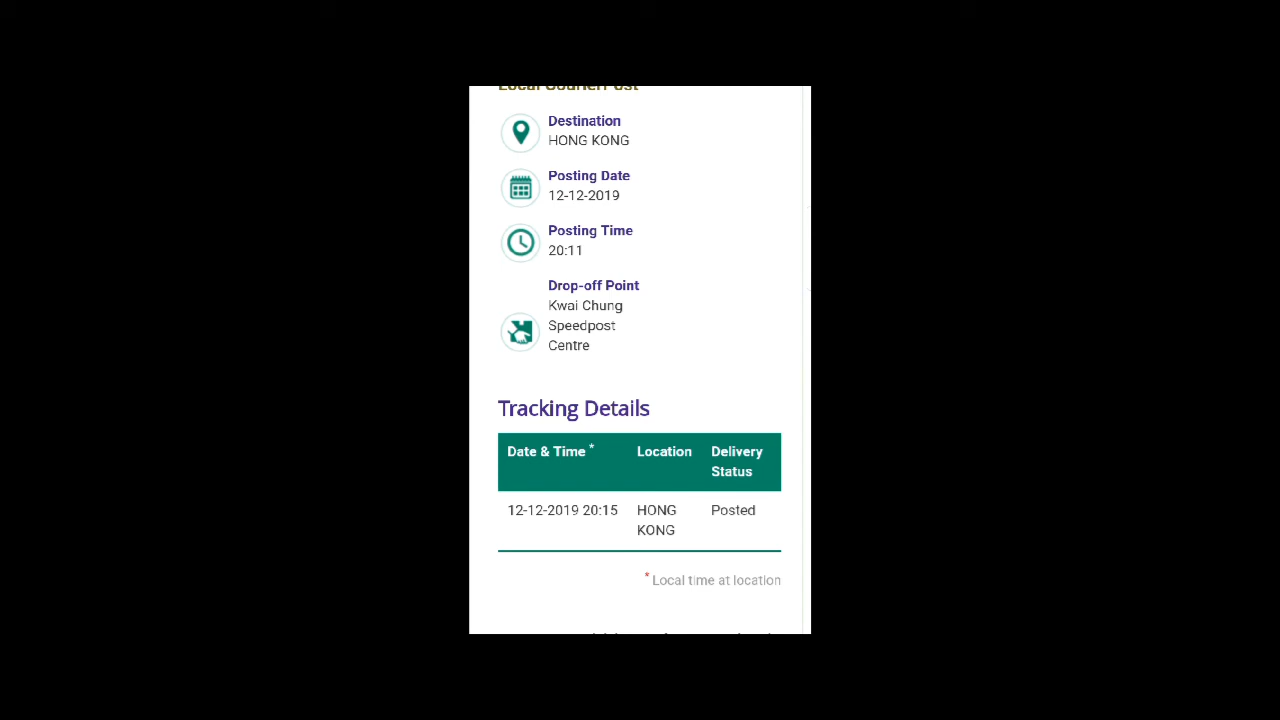 Local CourierPost
Destination
HONG KONG
Posting Date
12-12-2019
Posting Time
20:11
Drop-off Point
Kwai Chung
Speedpost
Centre
Tracking Details
Date & Time * Location Delivery
Status
12-12-2019 20:15 HONG Posted
KONG
* Local time at location